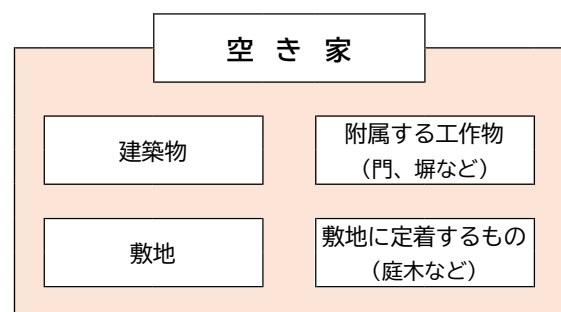 空き家
建築物
附属する工作物
（門、塀など）
敷地
敷地に定着するもの
（庭木など）